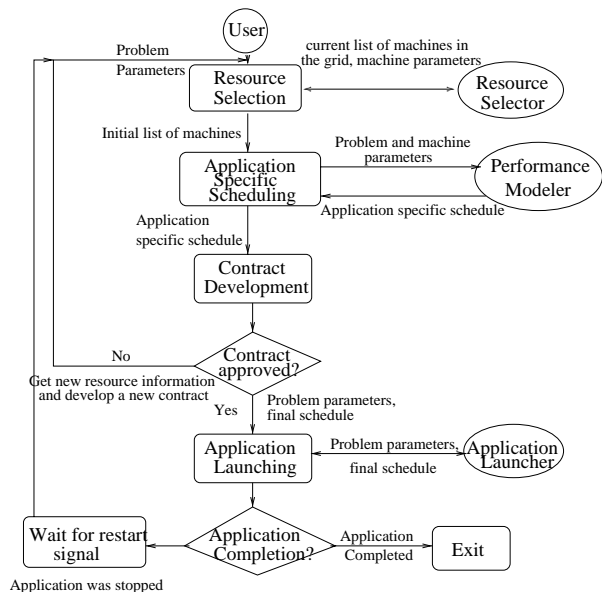 User
Problem
Parameters
current list of machines in
the grid, machine parameters
Resource
Selection
Resource
Selector
Initial list of machines
Application
Specific
Scheduling
Problem and machine
parameters
Performance
Modeler
Application specific schedule
Application
specific schedule
Contract
Development
No
Contract
approved?
Get new resource information
and develop a new contract
Yes
Problem parameters,
final schedule
Application
Launching
Problem parameters,
final schedule
Application
Launcher
Wait for restart
signal
Application
Completion?
Application
Completed
Exit
Application was stopped